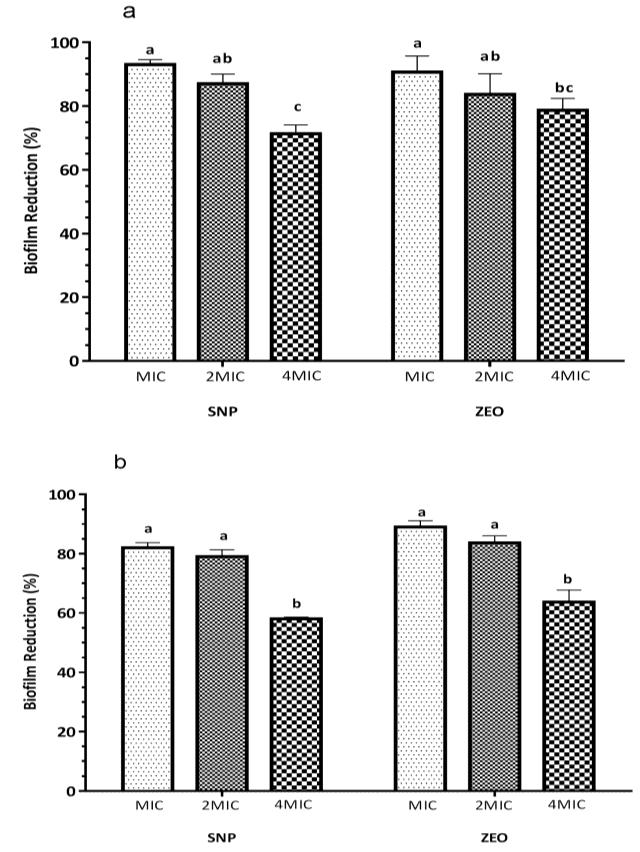 a
100
80
60
40
20
0
Biofilm Reduction (%)
a
ab
c
a
ab
bc
MIC 2MIC 4MIC MIC 2MIC 4MIC
SNP ZEO
b
100
80
60
40
20
0
Biofilm Reduction (%)
a
a
b
a
a
b
MIC 2MIC 4MIC MIC 2MIC 4MIC
SNP ZEO